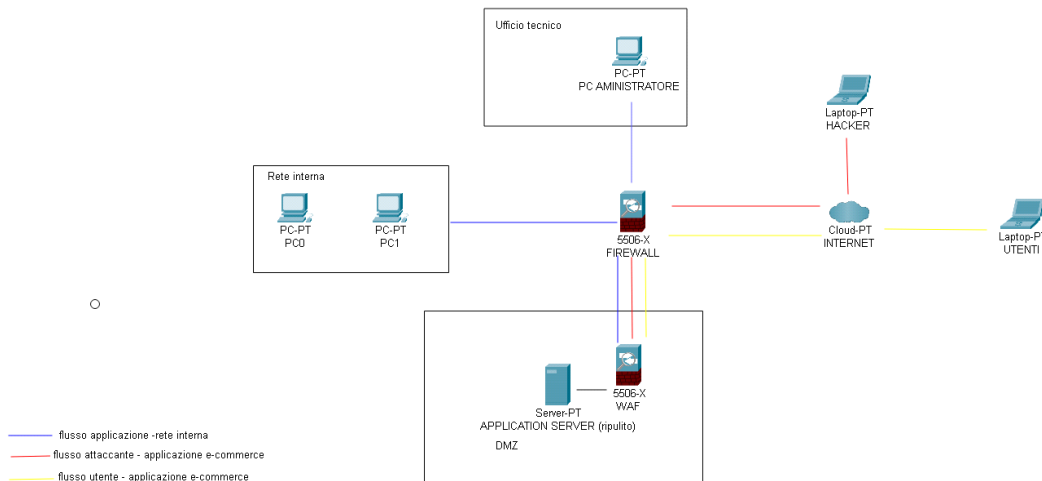 Ufficio tecnico
PC-PT
PC AMINISTRATORE
Laptop-PT
HACKER
Rete interna
PC-PT
PC0
PC-PT
PC1
5506-X
FIREWALL
Cloud-PT
INTERNET
Laptop-PT
UTENTI
5506-X
WAF
Server-PT
APPLICATION SERVER (ripulito)
DMZ
flusso applicazione -rete interna
flusso attaccante - applicazione e-commerce
flusso utente - applicazione e-commerce